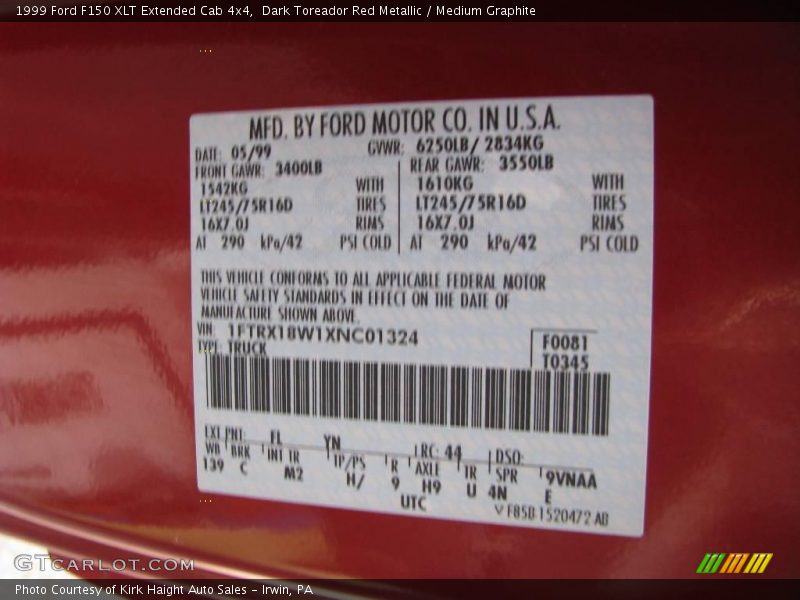 1999 Ford F150 XLT Extended Cab 4x4,  Dark Toreador Red Metallic / Medium Graphite
MFD. BY FORD MOTOR CO. IN U.S.A.
DATE: 05/99 GVWR: 6250LB/ 2834KG
FRONT GAWR: 3400LB REAR GAWR: 3550LB
1542KG WITH 1610KG WITH
LT245/75R16D TIRES LT245/75R16D TIRES
16X7.0J RIMS 16X7.0J RIMS
AT 290 kPa/42 PSI COLD AT 290 kPa/42 PSI COLD
THIS VEHICLE CONFORMS TO ALL APPLICABLE FEDERAL MOTOR
VEHICLE SAFETY STANDARDS IN EFFECT ON THE DATE OF
MANUFACTURE SHOWN ABOVE.
VIN: 1FTRX18W1XNC01324 F0081
TYPE: TRUCK T0345
EXT PNT: FL YN RC: 44 DSO:
WB BRK INT TR TP/PS R AXLE TR SPR 9VNAA
139 C M2 H/ 9 H9 U 4N E
UTC
F85B 1520472 AB
GTCARLOT.COM
Photo Courtesy of Kirk Haight Auto Sales - Irwin, PA